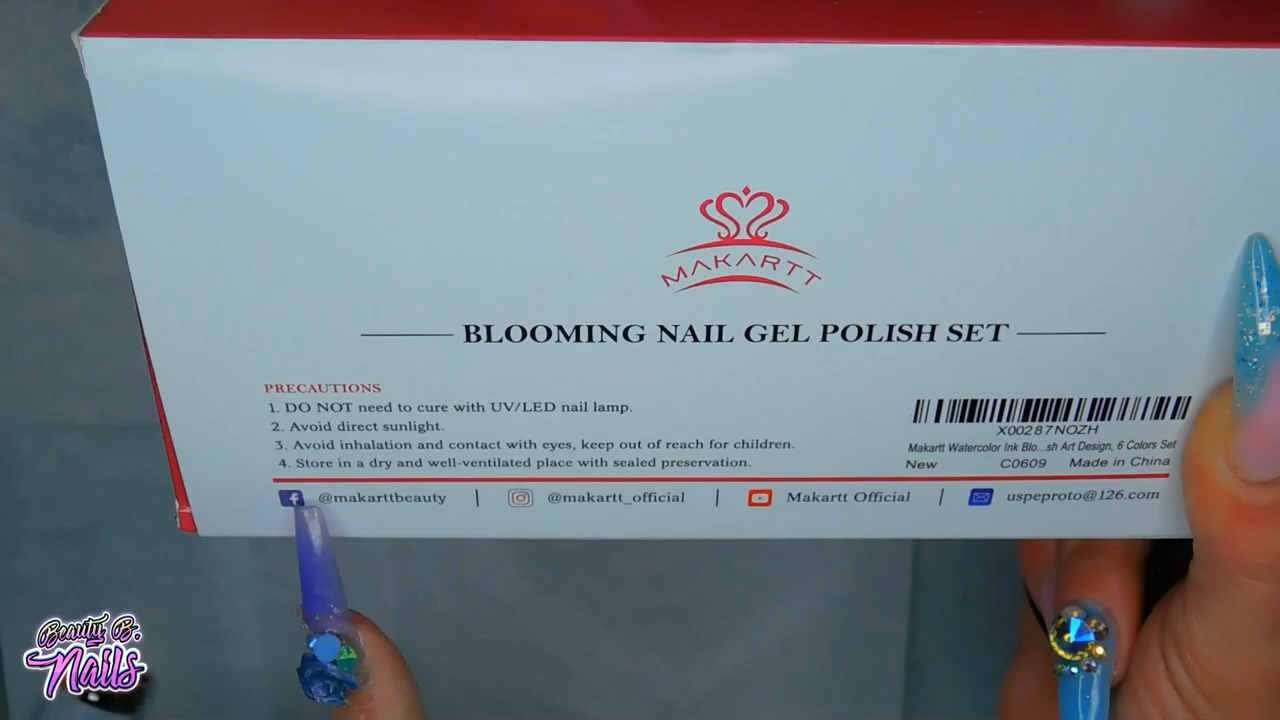 MAKARTT
BLOOMING NAIL GEL POLISH SET
PRECAUTIONS
1. DO NOT need to cure with UV/LED nail lamp.
2. Avoid direct sunlight.
3. Avoid inhalation and contact with eyes, keep out of reach for children.
4. Store in a dry and well-ventilated place with sealed preservation.
X00287NOZH
Makartt Watercolor Ink Blo...sh Art Design, 6 Colors Set
New C0609 Made in China
@makarttbeauty | @makartt_official | Makartt Official | uspeproto@126.com
Beauty B.
Nails